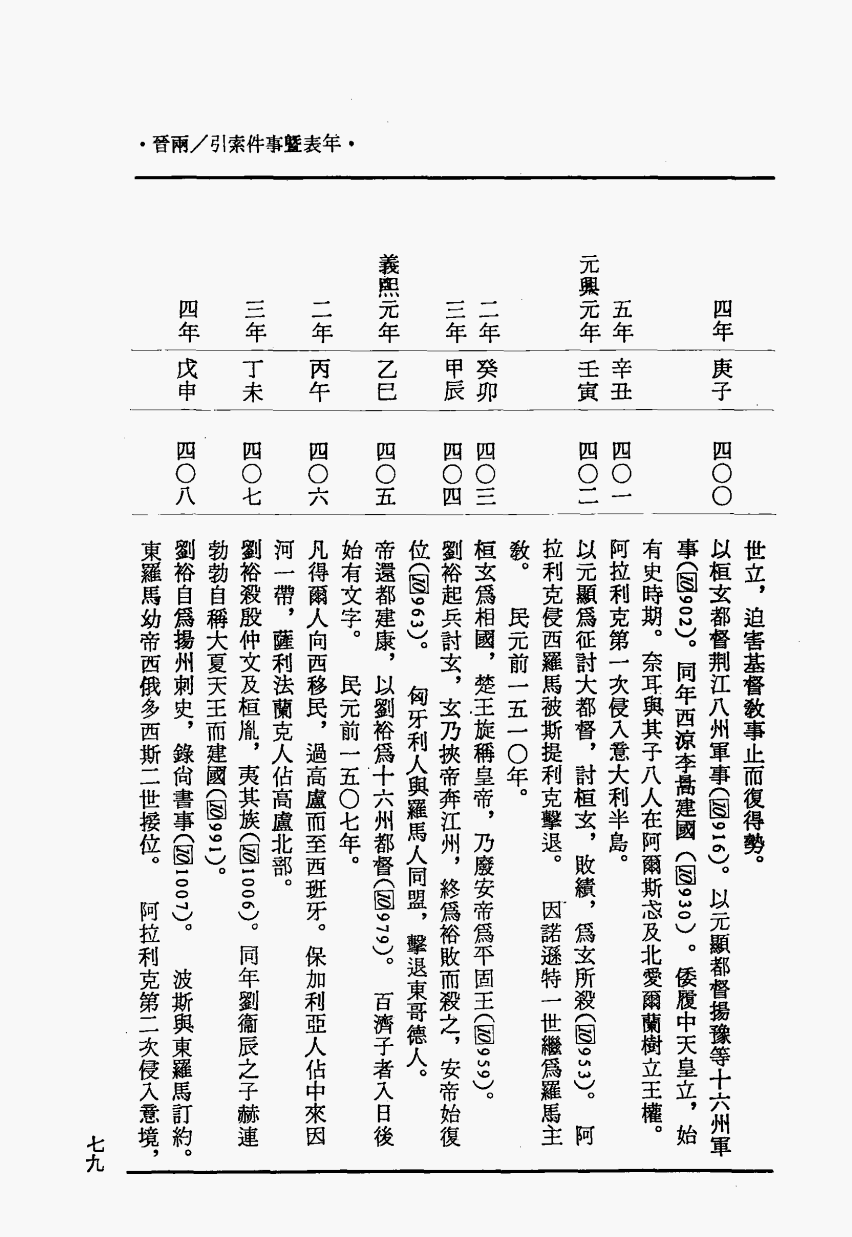 ・年表暨事件索引／兩晉・
世立，迫害基督敎事止而復得勢。
四年 庚子 四〇〇 以桓玄都督荆江八州軍事(⑩916)。以元顯都督揚豫等十六州軍
事(⑩902)。同年西涼李暠建國(⑩930)。倭履中天皇立，始
有史時期。奈耳與其子八人在阿爾斯忒及北愛爾蘭樹立王權。
五年 辛丑 四〇一 阿拉利克第一次侵入意大利半島。
元興元年 壬寅 四〇二 以元顯爲征討大都督，討桓玄，敗績，爲玄所殺(⑩953)。 阿
拉利克侵西羅馬被斯提利克擊退。 因諾遜特一世繼爲羅馬主
敎。 民元前一五一〇年。
二年 癸卯 四〇三 桓玄爲相國，楚王旋稱皇帝，乃廢安帝爲平固王(⑩959)。
三年 甲辰 四〇四 劉裕起兵討玄，玄乃挾帝奔江州，終爲裕敗而殺之，安帝始復
位(⑩963)。 匈牙利人與羅馬人同盟，擊退東哥德人。
義熙元年 乙巳 四〇五 帝還都建康，以劉裕爲十六州都督(⑩979)。 百濟子者入日後
始有文字。 民元前一五〇七年。
二年 丙午 四〇六 凡得爾人向西移民，過高盧而至西班牙。保加利亞人佔中來因
河一帶，薩利法蘭克人佔高盧北部。
三年 丁未 四〇七 劉裕殺殷仲文及桓胤，夷其族(⑩1006)。同年劉衞辰之子赫連
勃勃自稱大夏天王而建國(⑩991)。
四年 戊申 四〇八 劉裕自爲揚州刺史，錄尙書事(⑩1007)。 波斯與東羅馬訂約。
東羅馬幼帝西俄多西斯二世接位。 阿拉利克第二次侵入意境，
七九